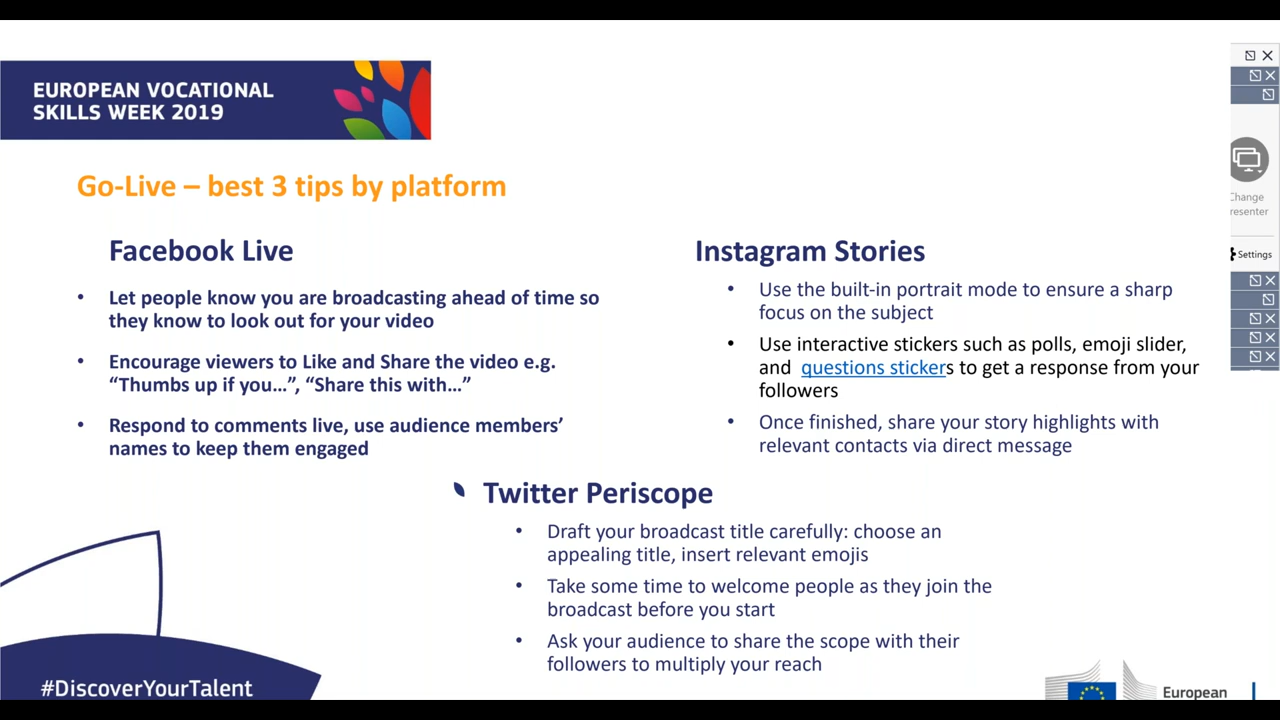 EUROPEAN VOCATIONAL
SKILLS WEEK 2019
Go-Live – best 3 tips by platform
Facebook Live
• Let people know you are broadcasting ahead of time so
they know to look out for your video
• Encourage viewers to Like and Share the video e.g.
“Thumbs up if you…”, “Share this with…”
• Respond to comments live, use audience members’
names to keep them engaged
Instagram Stories
• Use the built-in portrait mode to ensure a sharp
focus on the subject
• Use interactive stickers such as polls, emoji slider,
and questions stickers to get a response from your
followers
• Once finished, share your story highlights with
relevant contacts via direct message
Twitter Periscope
• Draft your broadcast title carefully: choose an
appealing title, insert relevant emojis
• Take some time to welcome people as they join the
broadcast before you start
• Ask your audience to share the scope with their
followers to multiply your reach
#DiscoverYourTalent
European
Change
resenter
Settings